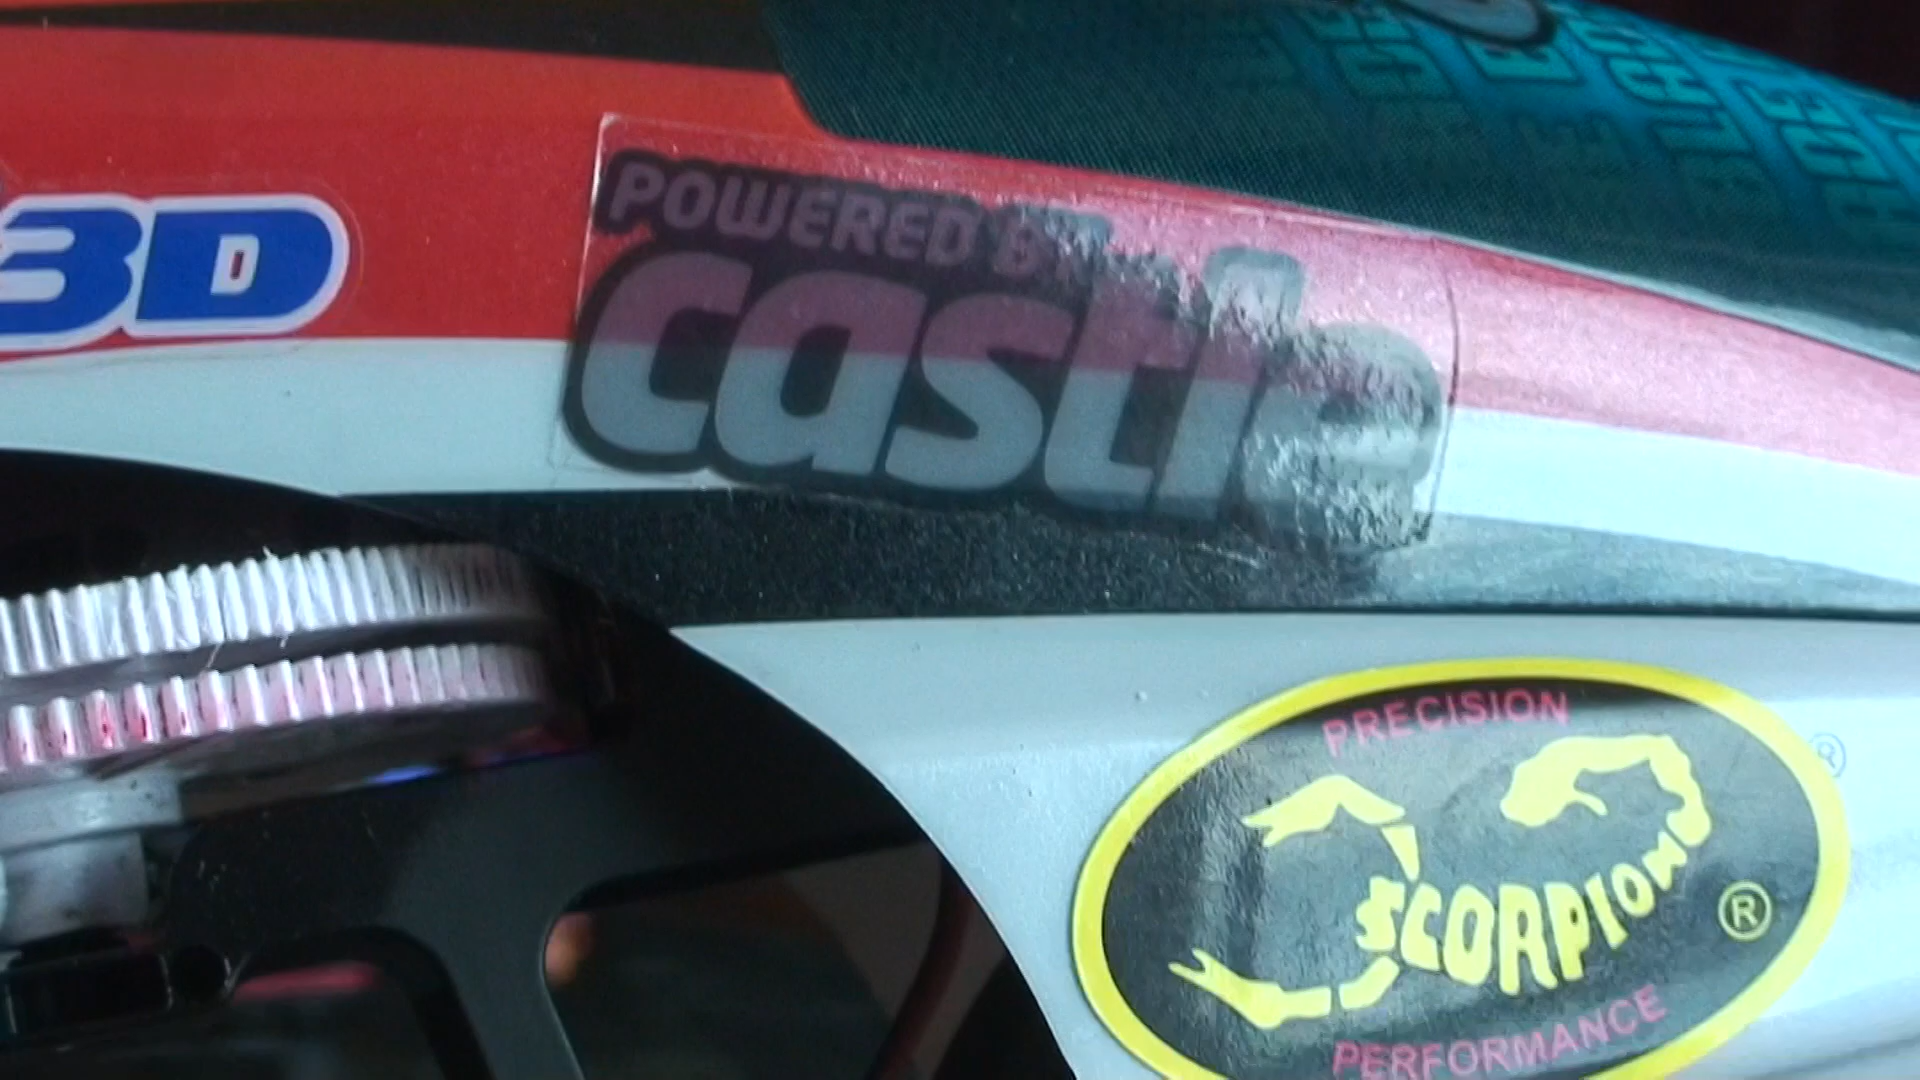 3D
POWERED BY
castle
PRECISION
SCORPION
®
PERFORMANCE
®